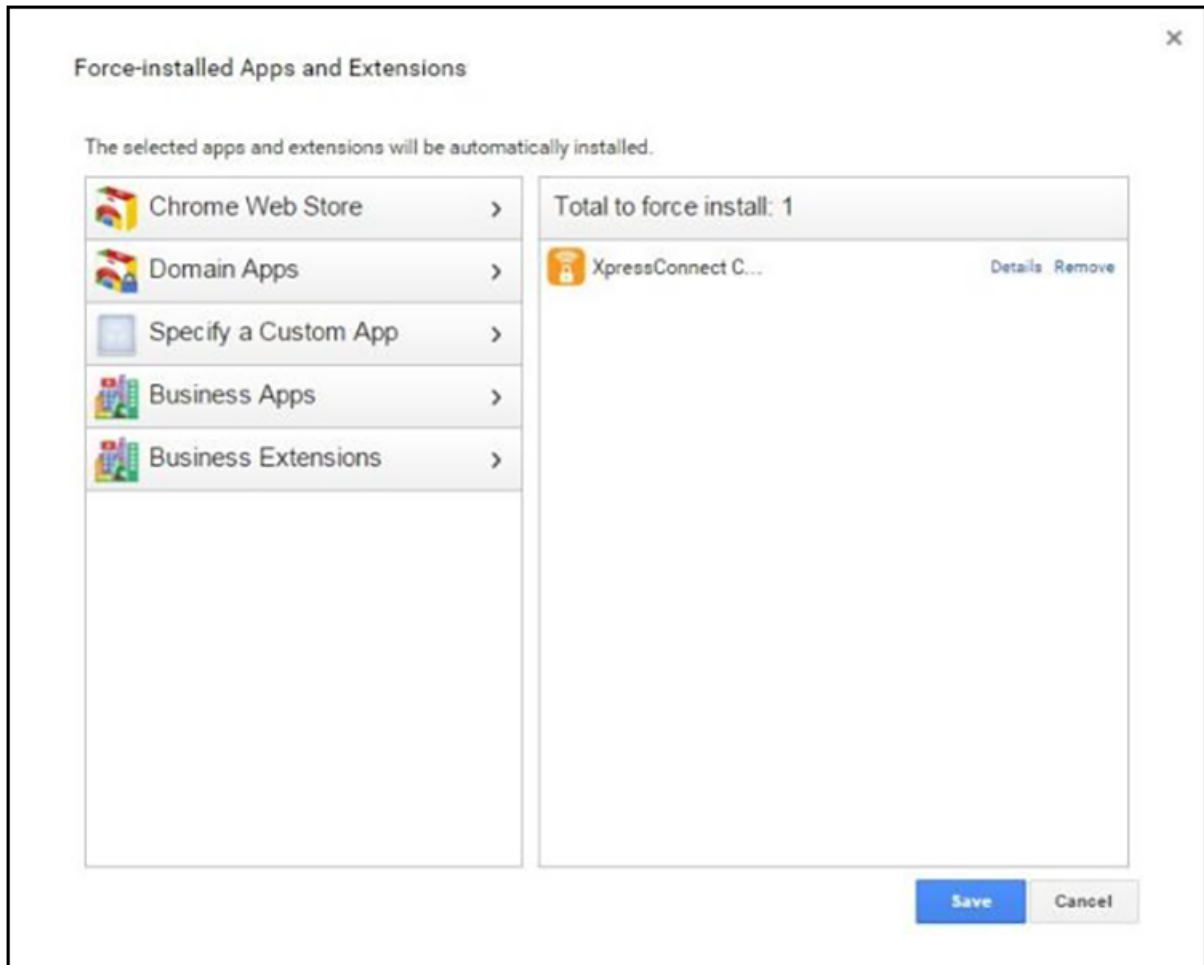 Force-installed Apps and Extensions
The selected apps and extensions will be automatically installed.
Chrome Web Store
Domain Apps
Specify a Custom App
Business Apps
Business Extensions
Total to force install: 1
XpressConnect C... Details Remove
Save Cancel